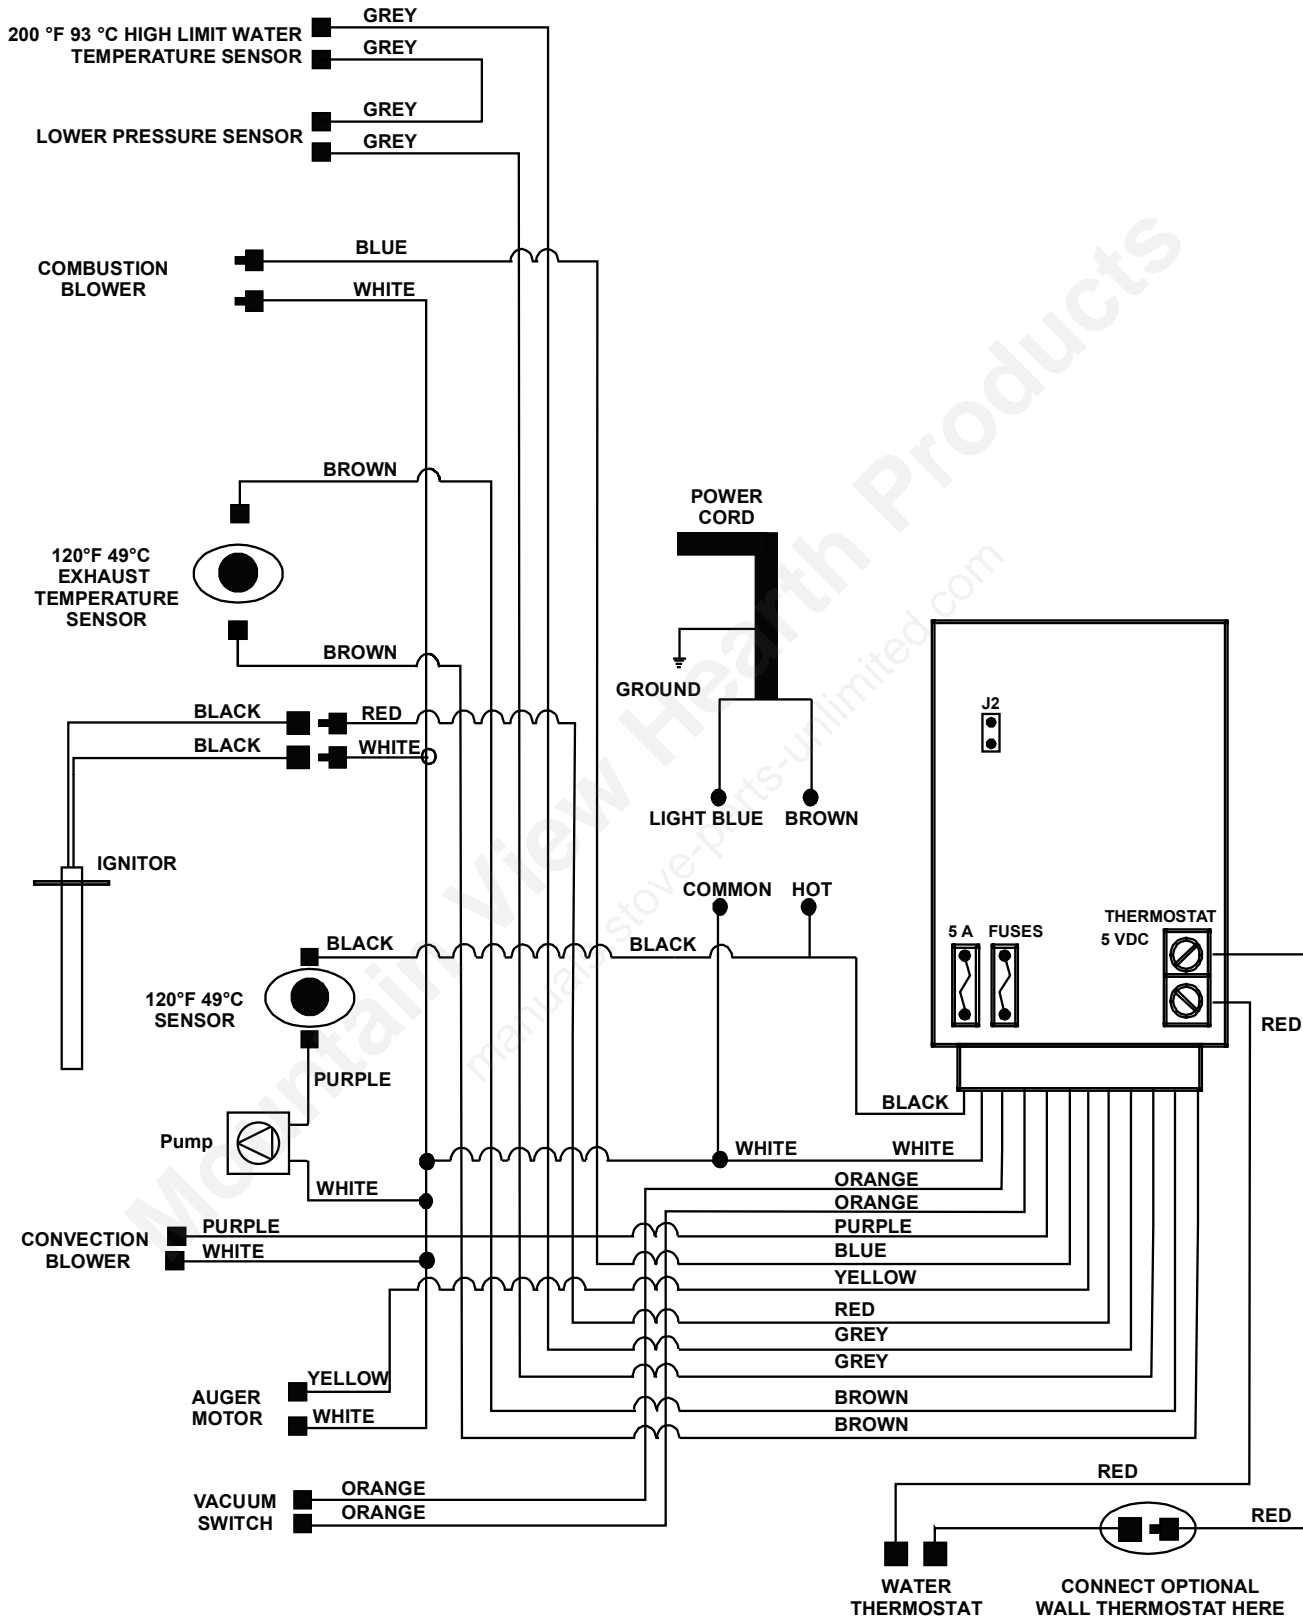 GREY
200 °F 93 °C HIGH LIMIT WATER
TEMPERATURE SENSOR
GREY
GREY
LOWER PRESSURE SENSOR
GREY
BLUE
COMBUSTION
BLOWER
WHITE
BROWN
POWER
CORD
120°F 49°C
EXHAUST
TEMPERATURE
SENSOR
BROWN
GROUND
BLACK
RED
J2
BLACK
WHITE
LIGHT BLUE
BROWN
IGNITOR
COMMON
HOT
THERMOSTAT
5 VDC
5 A
FUSES
BLACK
BLACK
120°F 49°C
SENSOR
RED
PURPLE
BLACK
Pump
WHITE
WHITE
WHITE
ORANGE
ORANGE
PURPLE
CONVECTION
BLOWER
PURPLE
WHITE
BLUE
YELLOW
RED
GREY
GREY
YELLOW
AUGER
MOTOR
WHITE
BROWN
BROWN
RED
ORANGE
VACUUM
SWITCH
ORANGE
RED
WATER
THERMOSTAT
CONNECT OPTIONAL
WALL THERMOSTAT HERE
Mountain View Hearth Products
manuals.stove-parts-unlimited.com